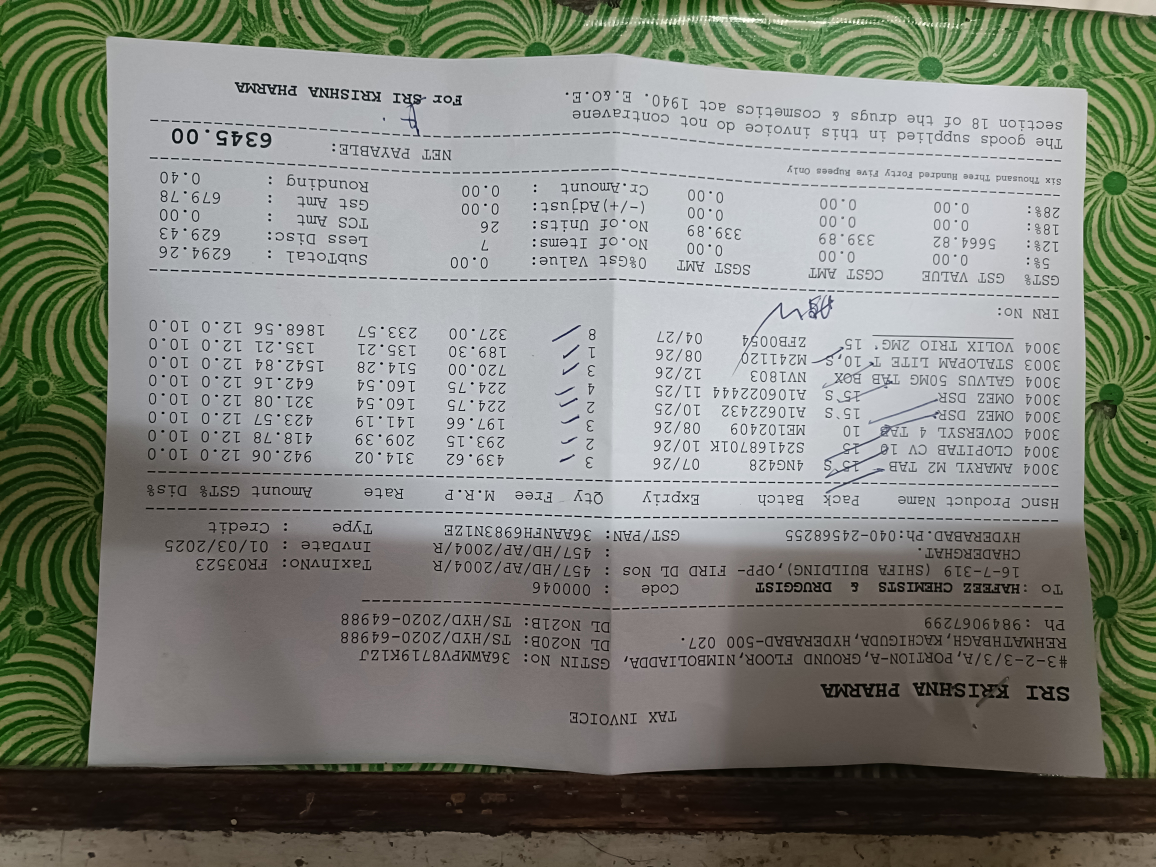 TAX INVOICE
SRI KRISHNA PHARMA
#3-2-3/3/A, PORTION-A, GROUND FLOOR, NIMBOLIADDA, GSTIN No: 36AWMPV8719K1ZJ
REHMATHBACH, KACHIGUDA, HYDERABAD-500 027. DL No20B: TS/HYD/2020-64988
Ph : 9849067299 DL No21B: TS/HYD/2020-64988
To : HAFEEZ CHEMISTS & DRUGGIST Code : 000046
16-7-319 (SHIFA BUILDING), OPP- FIRD DL Nos : 457/HD/AP/2004/R TaxInvNO: FR03523
CHADERGHAT. : 457/HD/AP/2004/R InvDate : 01/03/2025
HYDERABAD.Ph:040-24568255 GST/PAN: 36AANFH6983N1ZE Type : Credit
HsnC Product Name Pack Batch Expriy Qty Free M.R.P Rate Amount GST% Dis%
3004 AMARYL M2 TAB 15`S 4NG428 07/26 3 439.62 314.02 942.06 12.0 10.0
3004 CLOPITAB CV 10 15 S24168701K 10/26 2 293.15 209.39 418.78 12.0 10.0
3004 COVERSYL 4 TAB 10 ME102409 08/26 3 197.66 141.19 423.57 12.0 10.0
3004 OMEZ DSR 15`S A10622432 10/25 2 224.75 160.54 321.08 12.0 10.0
3004 OMEZ DSR 15`S 11/25 4 224.75 160.54 642.16 12.0 10.0
3004 GALVUS 50MG TAB BOX NV1803 12/26 3 720.00 514.28 1542.84 12.0 10.0
3003 STALOPAM LITE T 10,S 08/26 1 189.30 135.21 135.21 12.0 10.0
3004 VOLIX TRIO 2MG. 15 ZFB0054 04/27 8 327.00 233.57 1868.56 12.0 10.0
IRN No:
GST% GST VALUE CGST AMT SGST AMT 0%Gst Value: 0.00 SubTotal : 6294.26
5%: 0.00 0.00 0.00 No.of Items: 7 Less Disc: 629.43
12%: 5664.82 339.89 339.89 No.of Units: 26 TCS Amt : 0.00
18%: 0.00 0.00 0.00 (-/+)Adjust: 0.00 Gst Amt : 679.78
28%: 0.00 0.00 0.00 Cr.Amount : 0.00 Rounding : 0.40
Six Thousand Three Hundred Forty Five Rupees Only
NET PAYABLE: 6345.00
The goods supplied in this invoice do not contravene
section 18 of the drugs & cosmetics act 1940. E.&O.E.
For SRI KRISHNA PHARMA